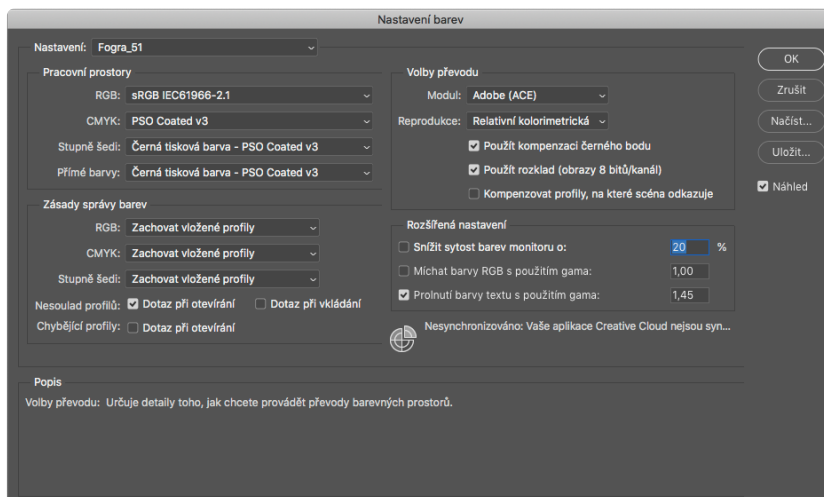 Nastavení barev
Nastavení: Fogra_51
Pracovní prostory
RGB: sRGB IEC61966-2.1
CMYK: PSO Coated v3
Stupně šedi: Černá tisková barva - PSO Coated v3
Přímé barvy: Černá tisková barva - PSO Coated v3
Zásady správy barev
RGB: Zachovat vložené profily
CMYK: Zachovat vložené profily
Stupně šedi: Zachovat vložené profily
Nesoulad profilů: Dotaz při otevírání Dotaz při vkládání
Chybějící profily: Dotaz při otevírání
Volby převodu
Modul: Adobe (ACE)
Reprodukce: Relativní kolorimetrická
Použít kompenzaci černého bodu
Použít rozklad (obrazy 8 bitů/kanál)
Kompenzovat profily, na které scéna odkazuje
Rozšířená nastavení
Snížit sytost barev monitoru o: 20 %
Míchat barvy RGB s použitím gama: 1,00
Prolnutí barvy textu s použitím gama: 1,45
Nesynchronizováno: Vaše aplikace Creative Cloud nejsou syn...
OK
Zrušit
Načíst...
Uložit...
Náhled
Popis
Volby převodu: Určuje detaily toho, jak chcete provádět převody barevných prostorů.